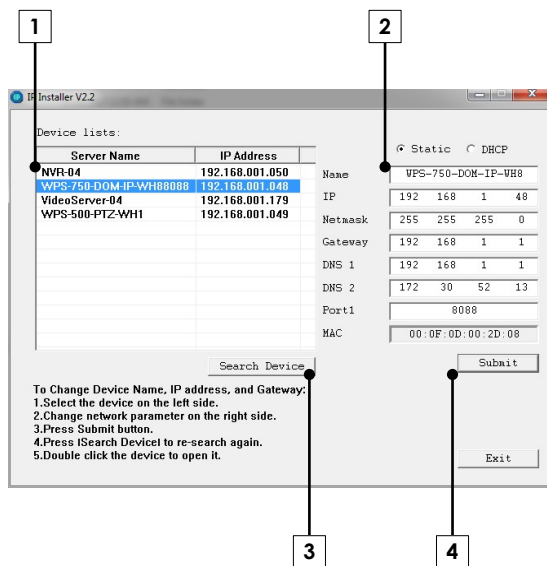 1
2
IP Installer V2.2
Device lists:
Server Name IP Address
NVR-04 192.168.001.050
WPS-750-DOM-IP-WH88088 192.168.001.048
VideoServer-04 192.168.001.179
WPS-500-PTZ-WH1 192.168.001.049
Static DHCP
Name WPS-750-DOM-IP-WH8
IP 192 168 1 48
Netmask 255 255 255 0
Gateway 192 168 1 1
DNS 1 192 168 1 1
DNS 2 172 30 52 13
Port1 8088
MAC 00:0F:0D:00:2D:08
Search Device
Submit
To Change Device Name, IP address, and Gateway:
1.Select the device on the left side.
2.Change network parameter on the right side.
3.Press Submit button.
4.Press |Search Device| to re-search again.
5.Double click the device to open it.
Exit
3
4